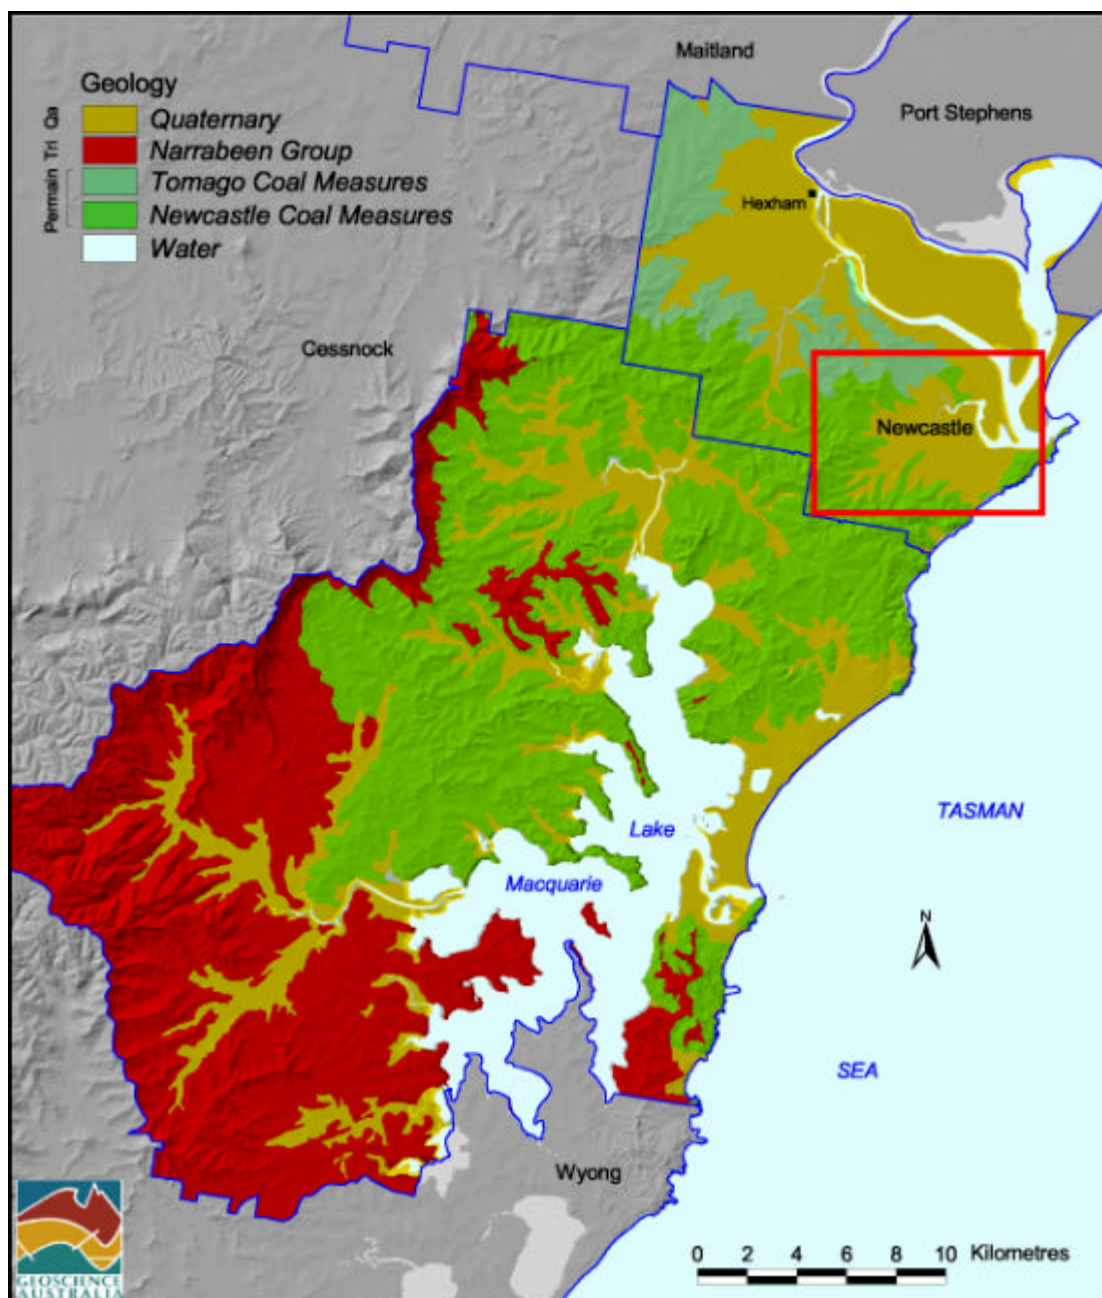 Maitland
Geology
Port Stephens
Qa
Quaternary
Tri
Narrabeen Group
Permain
Tomago Coal Measures
Newcastle Coal Measures
Water
Hexham
Cessnock
Newcastle
TASMAN
Lake
Macquarie
N
SEA
Wyong
0 2 4 6 8 10 Kilometres
GEOSCIENCE
AUSTRALIA